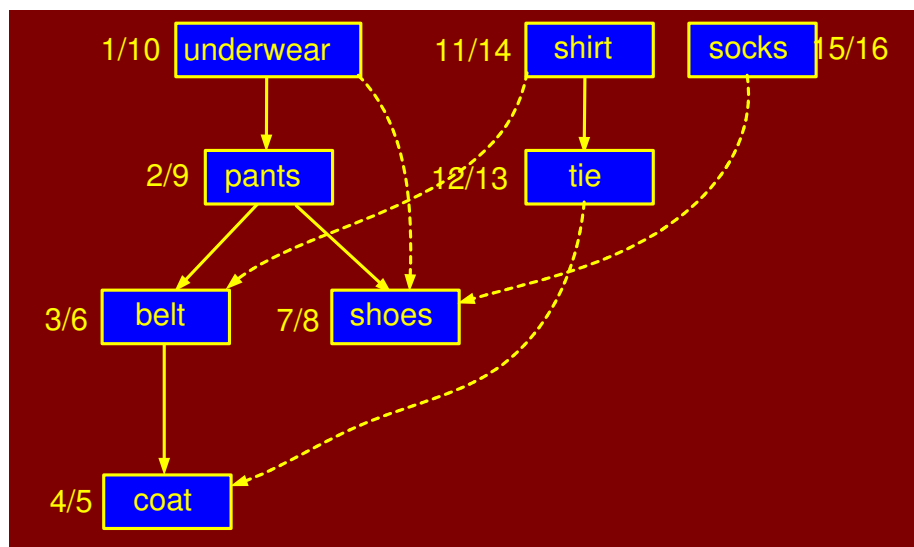 1/10 underwear 11/14 shirt socks 15/16
2/9 pants 12/13 tie
3/6 belt 7/8 shoes
4/5 coat